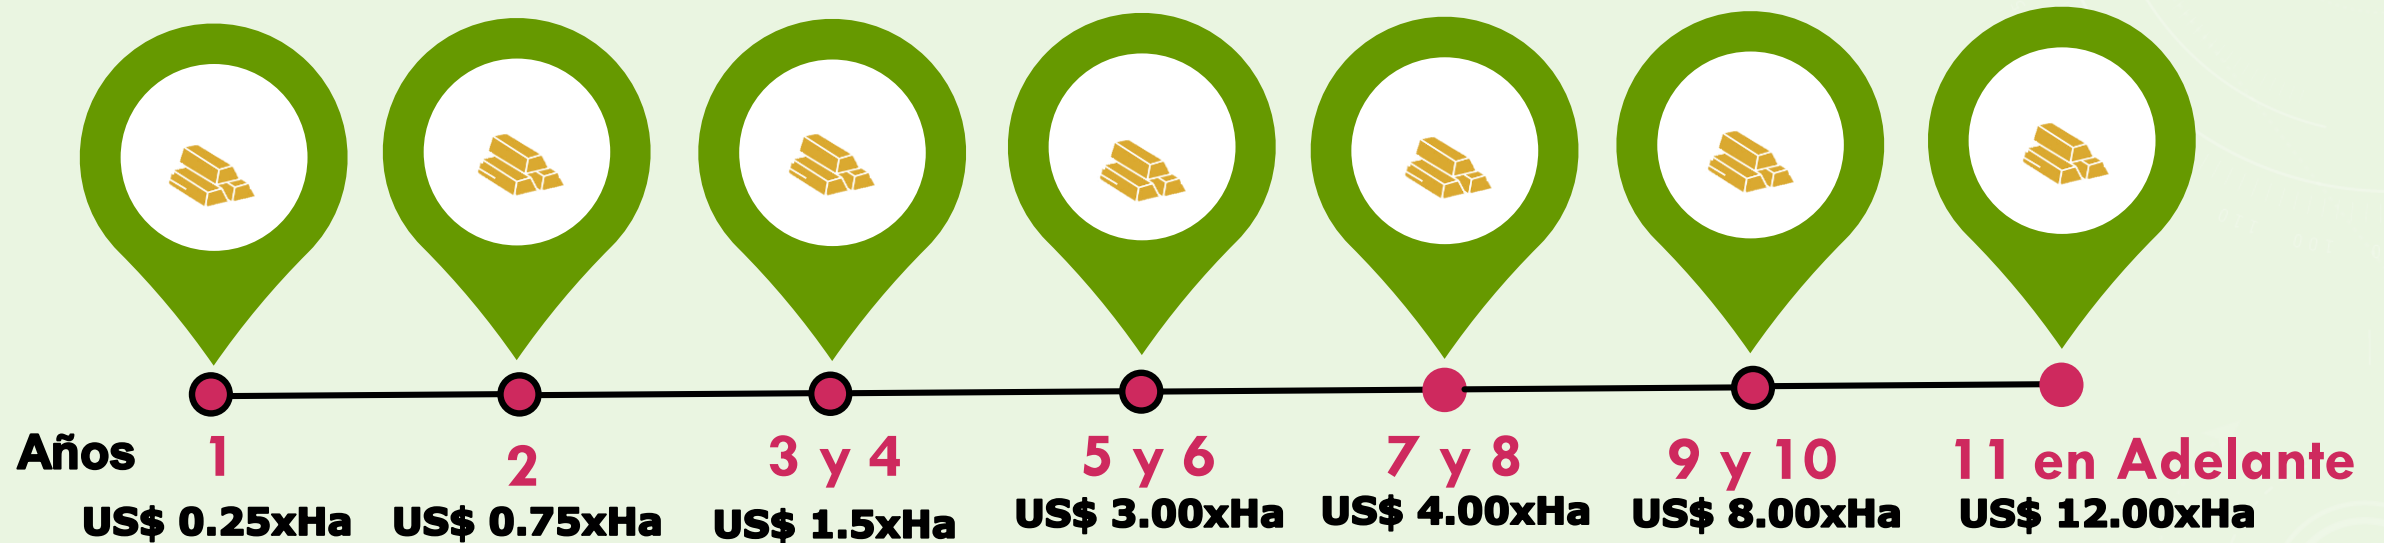 Años 1 2 3 y 4 5 y 6 7 y 8 9 y 10 11 en Adelante
US$ 0.25xHa US$ 0.75xHa US$ 1.5xHa US$ 3.00xHa US$ 4.00xHa US$ 8.00xHa US$ 12.00xHa